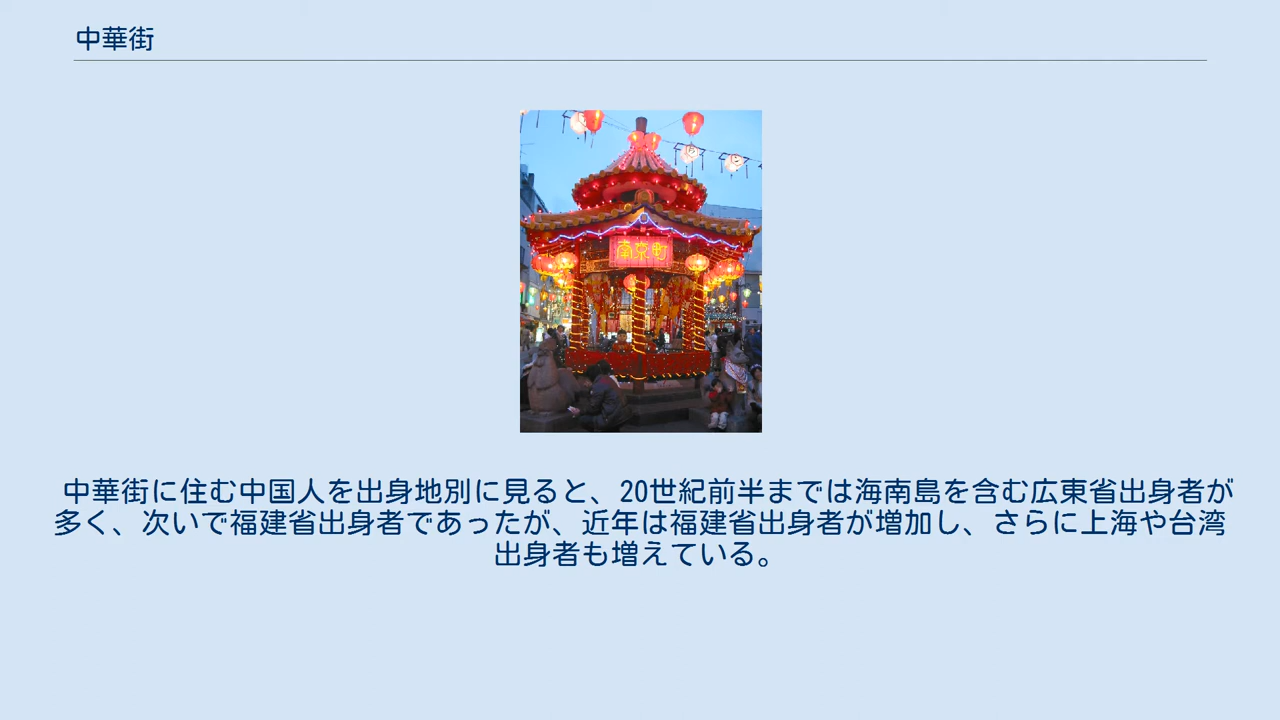 中華街
南京町
中華街に住む中国人を出身地別に見ると、20世紀前半までは海南島を含む広東省出身者が
多く、次いで福建省出身者であったが、近年は福建省出身者が増加し、さらに上海や台湾
出身者も増えている。